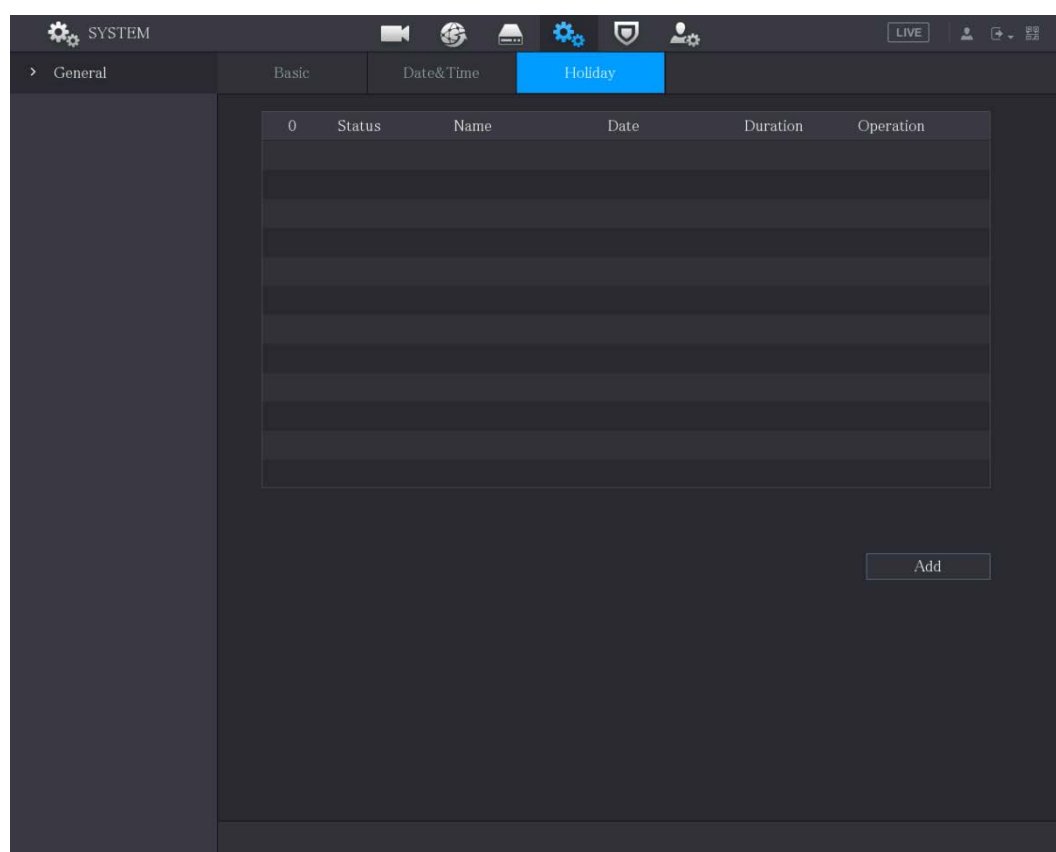 SYSTEM LIVE
General Basic Date&Time Holiday
0 Status Name Date Duration Operation
Add